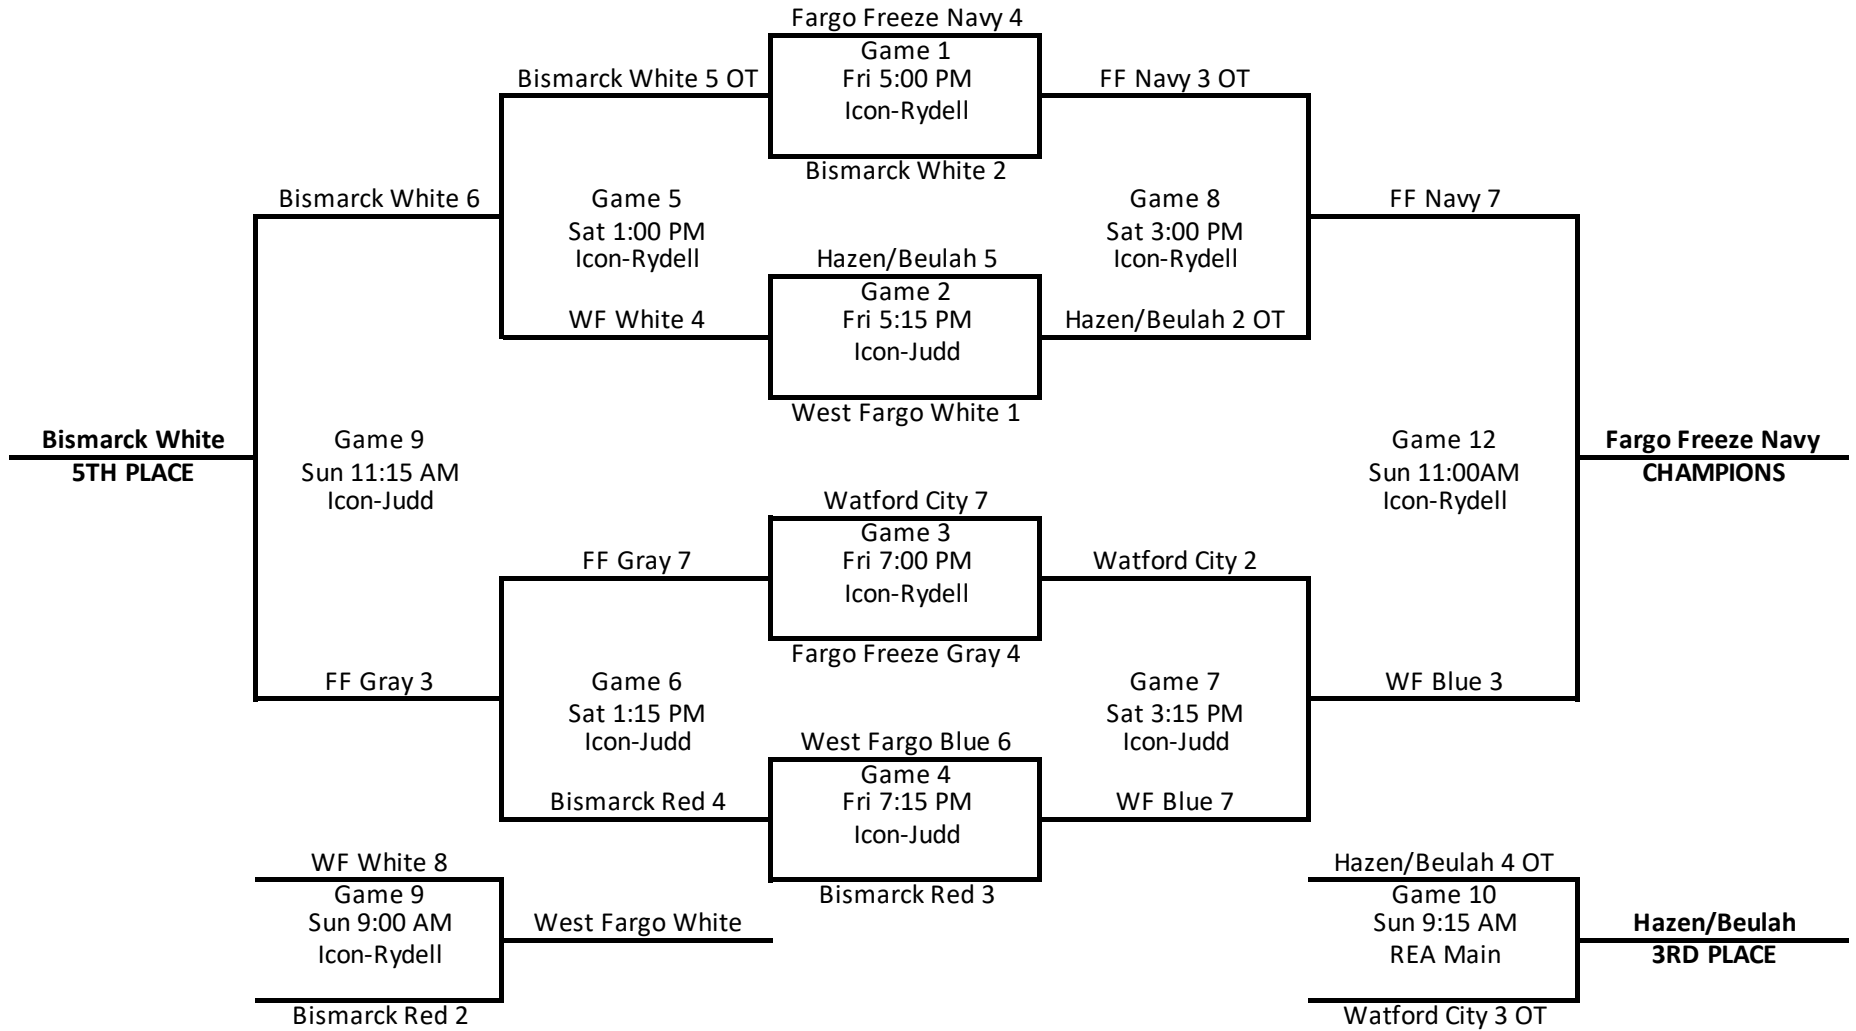 Fargo Freeze Navy 4
Game 1
Fri 5:00 PM
Icon-Rydell
Bismarck White 2
Bismarck White 5 OT
FF Navy 3 OT
Bismarck White 6
Game 5
Sat 1:00 PM
Icon-Rydell
Game 8
Sat 3:00 PM
Icon-Rydell
FF Navy 7
Hazen/Beulah 5
Game 2
Fri 5:15 PM
Icon-Judd
West Fargo White 1
WF White 4
Hazen/Beulah 2 OT
Bismarck White
5TH PLACE
Game 9
Sun 11:15 AM
Icon-Judd
Game 12
Sun 11:00AM
Icon-Rydell
Fargo Freeze Navy
CHAMPIONS
Watford City 7
Game 3
Fri 7:00 PM
Icon-Rydell
Fargo Freeze Gray 4
FF Gray 7
Watford City 2
FF Gray 3
Game 6
Sat 1:15 PM
Icon-Judd
Game 7
Sat 3:15 PM
Icon-Judd
WF Blue 3
West Fargo Blue 6
Game 4
Fri 7:15 PM
Icon-Judd
Bismarck Red 3
Bismarck Red 4
WF Blue 7
WF White 8
Game 9
Sun 9:00 AM
Icon-Rydell
Bismarck Red 2
West Fargo White
Hazen/Beulah 4 OT
Game 10
Sun 9:15 AM
REA Main
Watford City 3 OT
Hazen/Beulah
3RD PLACE